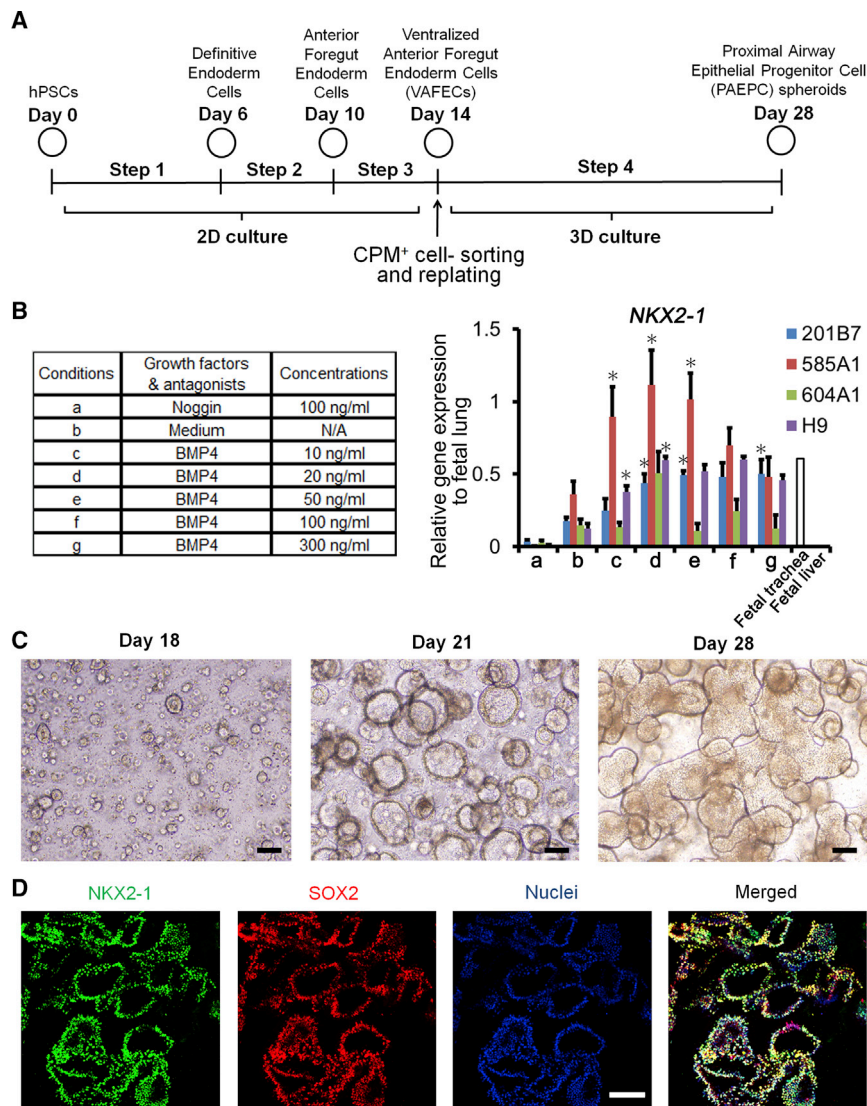 A
hPSCs
Day 0
Definitive
Endoderm
Cells
Day 6
Anterior
Foregut
Endoderm
Cells
Day 10
Ventralized
Anterior Foregut
Endoderm Cells
(VAFECs)
Day 14
Proximal Airway
Epithelial Progenitor Cell
(PAEPC) spheroids
Day 28
Step 1
Step 2
Step 3
Step 4
2D culture
3D culture
CPM⁺ cell- sorting
and replating
B
Conditions Growth factors & antagonists Concentrations
a Noggin 100 ng/ml
b Medium N/A
c BMP4 10 ng/ml
d BMP4 20 ng/ml
e BMP4 50 ng/ml
f BMP4 100 ng/ml
g BMP4 300 ng/ml
NKX2-1
Relative gene expression
to fetal lung
1.5
1
0.5
0
* * * * * * * *
201B7
585A1
604A1
H9
a b c d e f g
Fetal trachea
Fetal liver
C
Day 18 Day 21 Day 28
D
NKX2-1 SOX2 Nuclei Merged